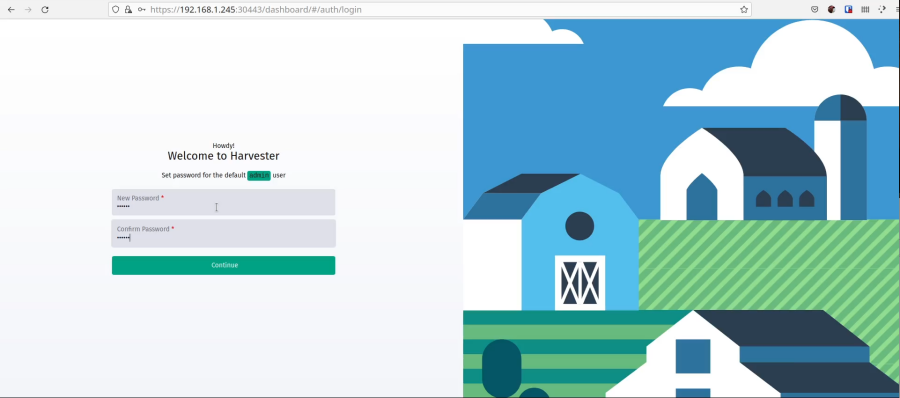 https://192.168.1.245:30443/dashboard/#/auth/login
Howdy!
Welcome to Harvester
Set password for the default admin user
New Password *
••••••
Confirm Password *
••••••
Continue